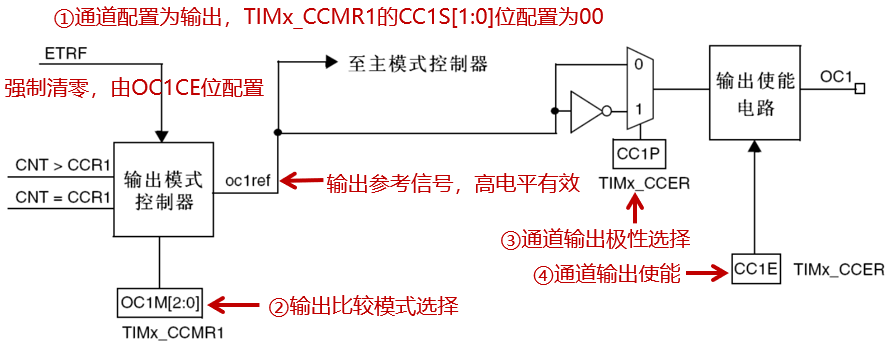 ①通道配置为输出，TIMx_CCMR1的CC1S[1:0]位配置为00
ETRF
至主模式控制器
强制清零，由OC1CE位配置
0
1
输出使能
电路
OC1
CC1P
TIMx_CCER
CNT > CCR1
CNT = CCR1
输出模式
控制器
oc1ref
输出参考信号，高电平有效
③通道输出极性选择
④通道输出使能
CC1E
TIMx_CCER
OC1M[2:0]
②输出比较模式选择
TIMx_CCMR1